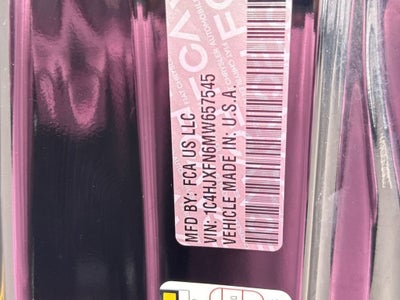 MFD BY: FCA US LLC
VIN: 1C4HJXFN6MW657545
VEHICLE MADE IN: U.S.A.